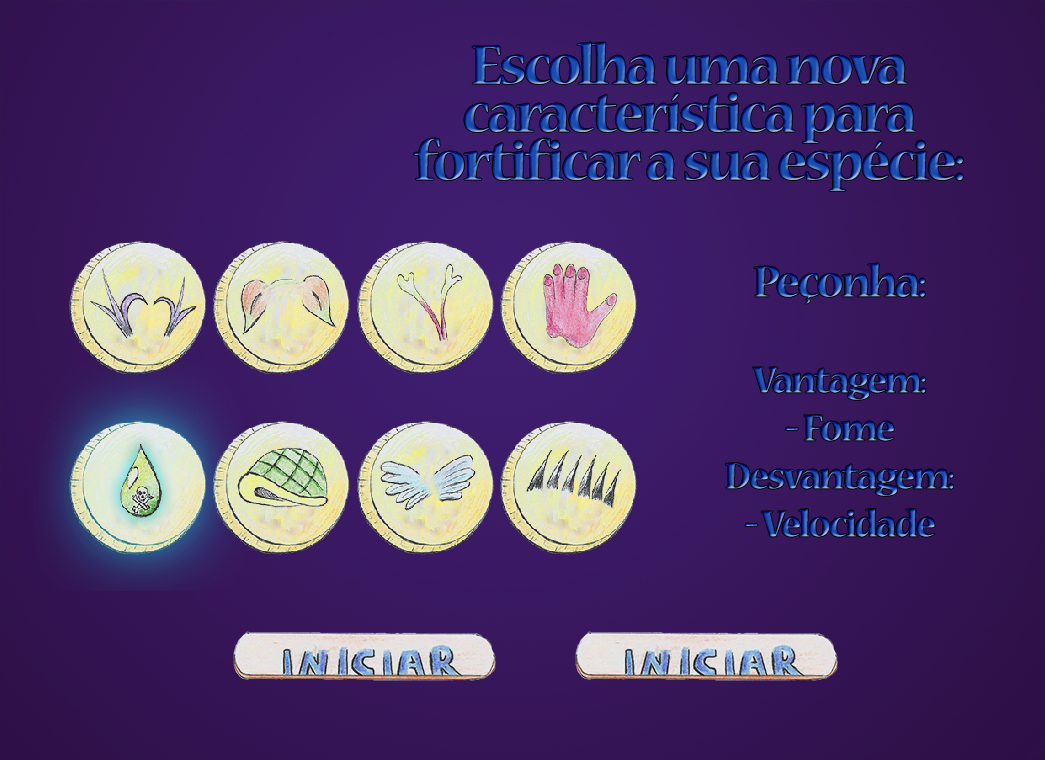 Escolha uma nova
característica para
fortificar a sua espécie:
Peçonha:
Vantagem:
- Fome
Desvantagem:
- Velocidade
INICIAR
INICIAR